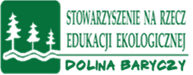 STOWARZYSZENIE NA RZECZ
EDUKACJI EKOLOGICZNEJ
DOLINA BARYCZY